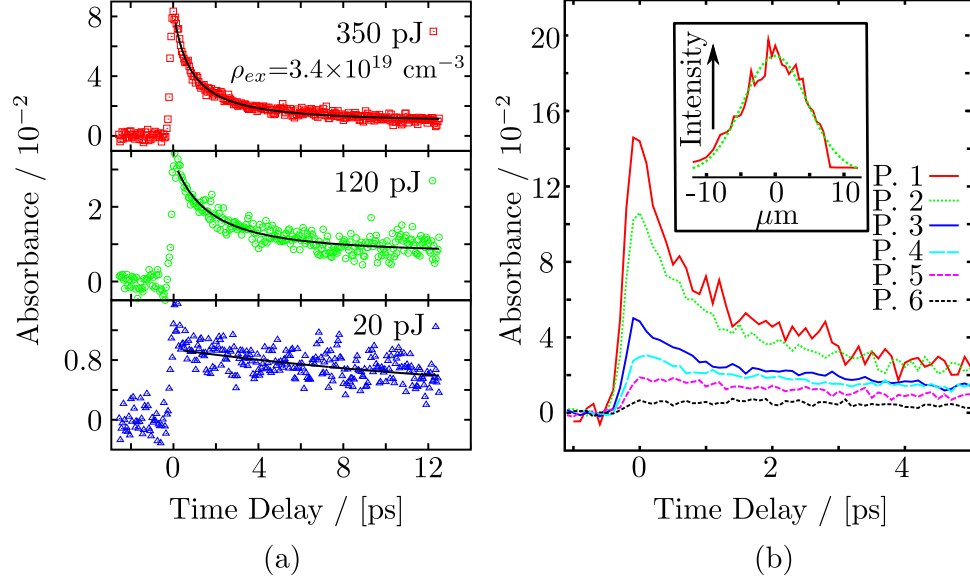 350 pJ
ρex=3.4×10^19 cm^-3
120 pJ
20 pJ
8
4
0
2
0
0.8
0
0 4 8 12
Absorbance / 10^-2
Time Delay / [ps]
(a)
20
16
12
8
4
0
0 2 4
Absorbance / 10^-2
Time Delay / [ps]
Intensity
-10 0 10
μm
P. 1
P. 2
P. 3
P. 4
P. 5
P. 6
(b)